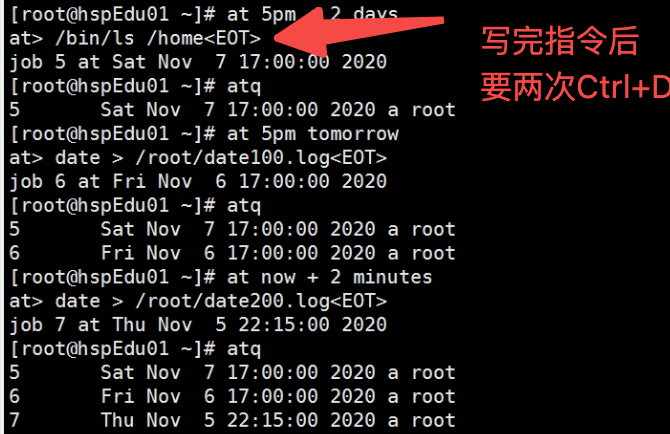 [root@hspEdu01 ~]# at 5pm 2 days
at> /bin/ls /home<EOT>
写完指令后
要两次Ctrl+D
job 5 at Sat Nov  7 17:00:00 2020
[root@hspEdu01 ~]# atq
5       Sat Nov  7 17:00:00 2020 a root
[root@hspEdu01 ~]# at 5pm tomorrow
at> date > /root/date100.log<EOT>
job 6 at Fri Nov  6 17:00:00 2020
[root@hspEdu01 ~]# atq
5       Sat Nov  7 17:00:00 2020 a root
6       Fri Nov  6 17:00:00 2020 a root
[root@hspEdu01 ~]# at now + 2 minutes
at> date > /root/date200.log<EOT>
job 7 at Thu Nov  5 22:15:00 2020
[root@hspEdu01 ~]# atq
5       Sat Nov  7 17:00:00 2020 a root
6       Fri Nov  6 17:00:00 2020 a root
7       Thu Nov  5 22:15:00 2020 a root